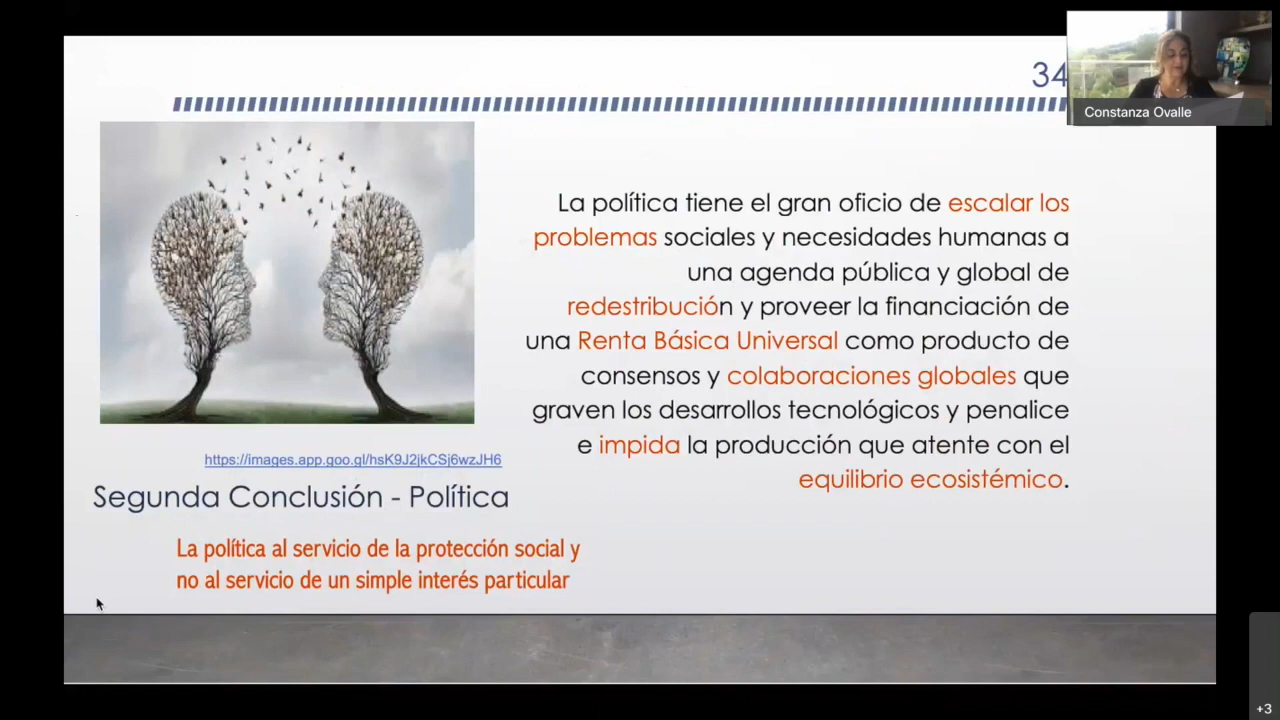 34
Constanza Ovalle
La política tiene el gran oficio de escalar los
problemas sociales y necesidades humanas a
una agenda pública y global de
redestribución y proveer la financiación de
una Renta Básica Universal como producto de
consensos y colaboraciones globales que
graven los desarrollos tecnológicos y penalice
e impida la producción que atente con el
equilibrio ecosistémico.
https://images.app.goo.gl/hsK9J2jkCSj6wzJH6
Segunda Conclusión - Política
La política al servicio de la protección social y
no al servicio de un simple interés particular
+3